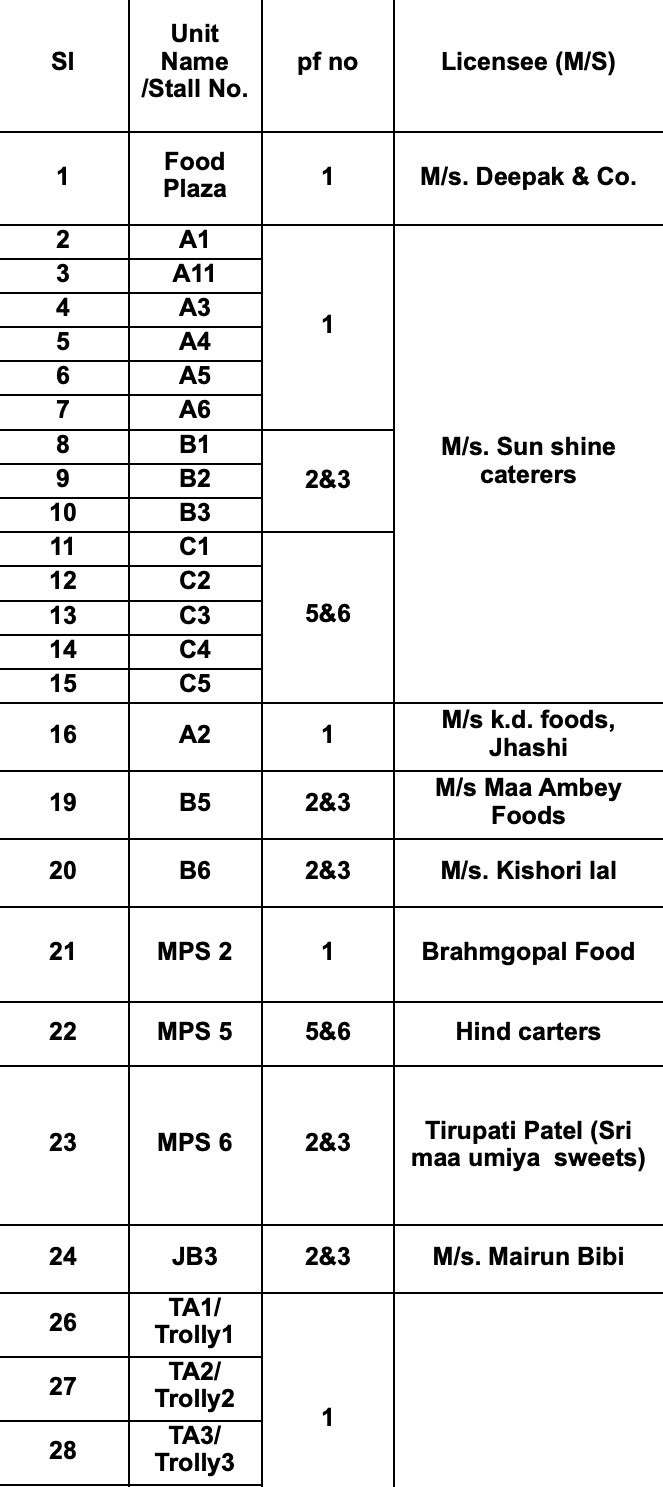 Sl
Unit
Name
/Stall No.
pf no
Licensee (M/S)
1
Food
Plaza
1
M/s. Deepak & Co.
2
A1
3
A11
4
A3
5
A4
6
A5
7
A6
1
8
B1
9
B2
10
B3
2&3
11
C1
12
C2
13
C3
14
C4
15
C5
5&6
M/s. Sun shine
caterers
16
A2
1
M/s k.d. foods,
Jhashi
19
B5
2&3
M/s Maa Ambey
Foods
20
B6
2&3
M/s. Kishori lal
21
MPS 2
1
Brahmgopal Food
22
MPS 5
5&6
Hind carters
23
MPS 6
2&3
Tirupati Patel (Sri
maa umiya  sweets)
24
JB3
2&3
M/s. Mairun Bibi
26
TA1/
Trolly1
27
TA2/
Trolly2
28
TA3/
Trolly3
1